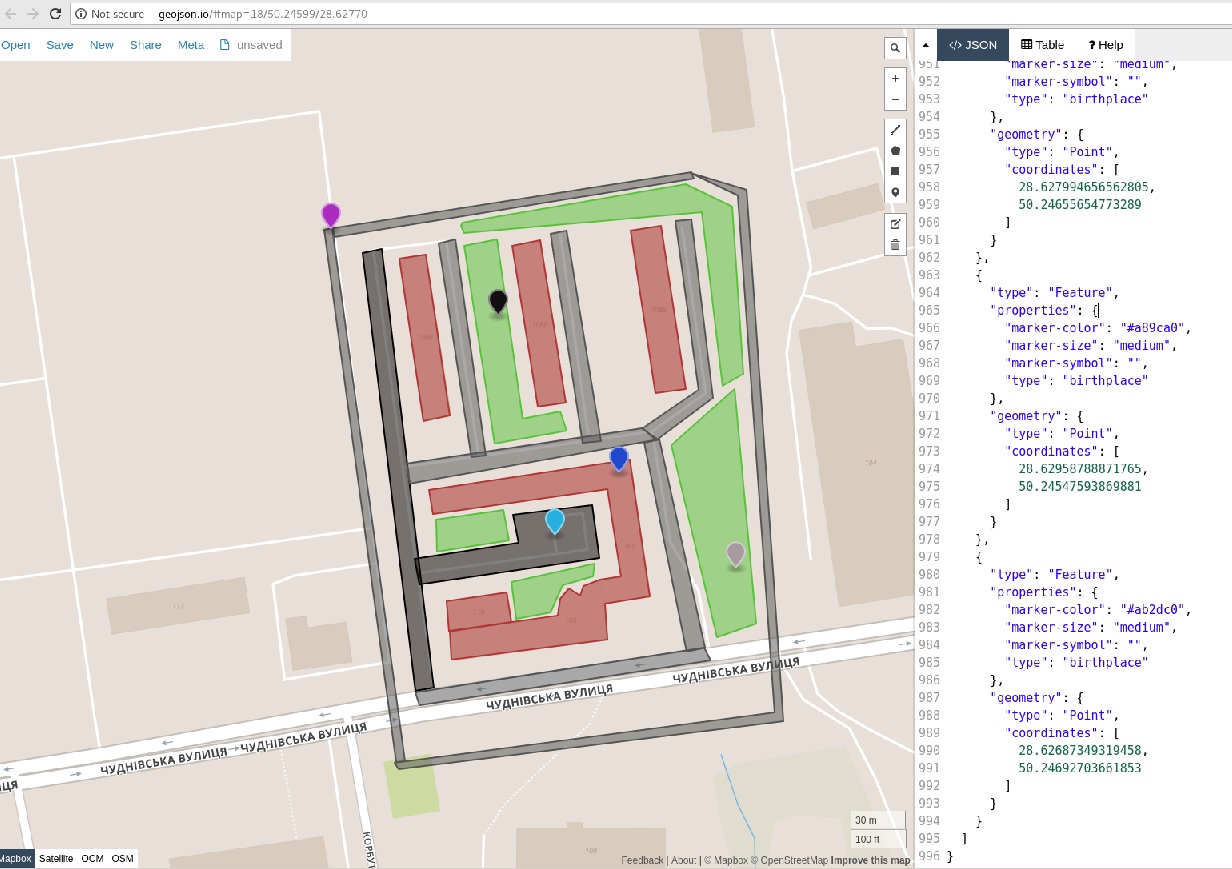 Not secure geojson.io/#map=18/50.24599/28.62770
Open Save New Share Meta unsaved
</> JSON Table ? Help
951 "marker-size": "medium",
952 "marker-symbol": "",
953 "type": "birthplace"
954 },
955 "geometry": {
956 "type": "Point",
957 "coordinates": [
958 28.627994656562805,
959 50.24655654773289
960 ]
961 }
962 },
963 {
964 "type": "Feature",
965 "properties": {
966 "marker-color": "#a89ca0",
967 "marker-size": "medium",
968 "marker-symbol": "",
969 "type": "birthplace"
970 },
971 "geometry": {
972 "type": "Point",
973 "coordinates": [
974 28.62958788871765,
975 50.24547593869881
976 ]
977 }
978 },
979 {
980 "type": "Feature",
981 "properties": {
982 "marker-color": "#ab2dc0",
983 "marker-size": "medium",
984 "marker-symbol": "",
985 "type": "birthplace"
986 },
987 "geometry": {
988 "type": "Point",
989 "coordinates": [
990 28.62687349319458,
991 50.24692703661853
992 ]
993 }
994 }
995 ]
996 }
ЧУДНІВСЬКА ВУЛИЦЯ
ЧУДНІВСЬКА ВУЛИЦЯ
ЧУДНІВСЬКА ВУЛИЦЯ
ЧУДНІВСЬКА ВУЛИЦЯ
ИЦЯ
КОРБУТ
30 m
100 ft
Mapbox Satellite OCM OSM
Feedback | About | © Mapbox © OpenStreetMap Improve this map